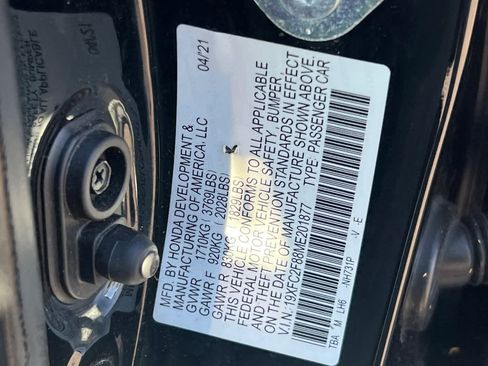 MFD. BY HONDA DEVELOPMENT & 04/21
MANUFACTURING OF AMERICA, LLC
GVWR 1710KG (3769LBS)
GAWR F 920KG (2028LBS)
GAWR R 830KG (1829LBS)
THIS VEHICLE CONFORMS TO ALL APPLICABLE
FEDERAL MOTOR VEHICLE SAFETY, BUMPER,
AND THEFT PREVENTION STANDARDS IN EFFECT
ON THE DATE OF MANUFACTURE SHOWN ABOVE.
V.I.N.: 19XFC2F88ME201877 TYPE: PASSENGER CAR
TBA M LH6 -NH731P -V -E